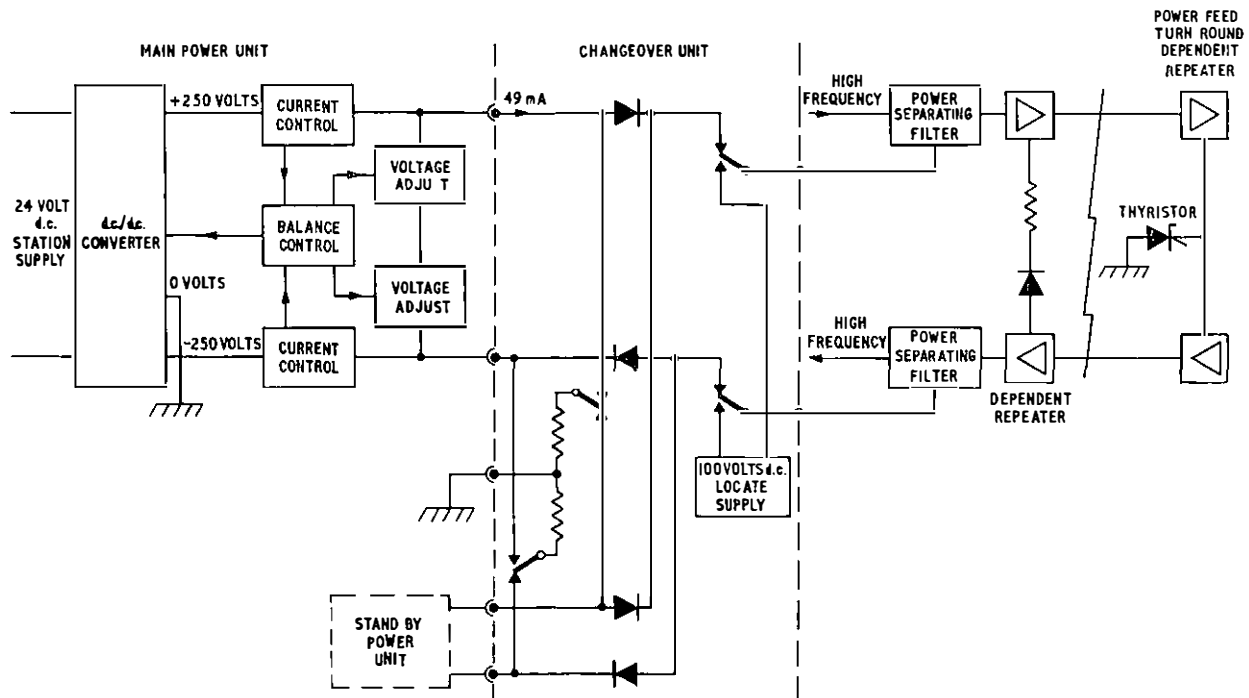 MAIN POWER UNIT
CHANGEOVER UNIT
POWER FEED
TURN ROUND
DEPENDENT
REPEATER
+250 VOLTS
CURRENT
CONTROL
49 mA
HIGH
FREQUENCY
POWER
SEPARATING
FILTER
VOLTAGE
ADJU T
24 VOLT
d.c.
STATION
SUPPLY
d.c./d.c.
CONVERTER
BALANCE
CONTROL
THYRISTOR
0 VOLTS
VOLTAGE
ADJUST
-250 VOLTS
CURRENT
CONTROL
HIGH
FREQUENCY
POWER
SEPARATING
FILTER
DEPENDENT
REPEATER
100 VOLTS d.c.
LOCATE
SUPPLY
STAND BY
POWER
UNIT